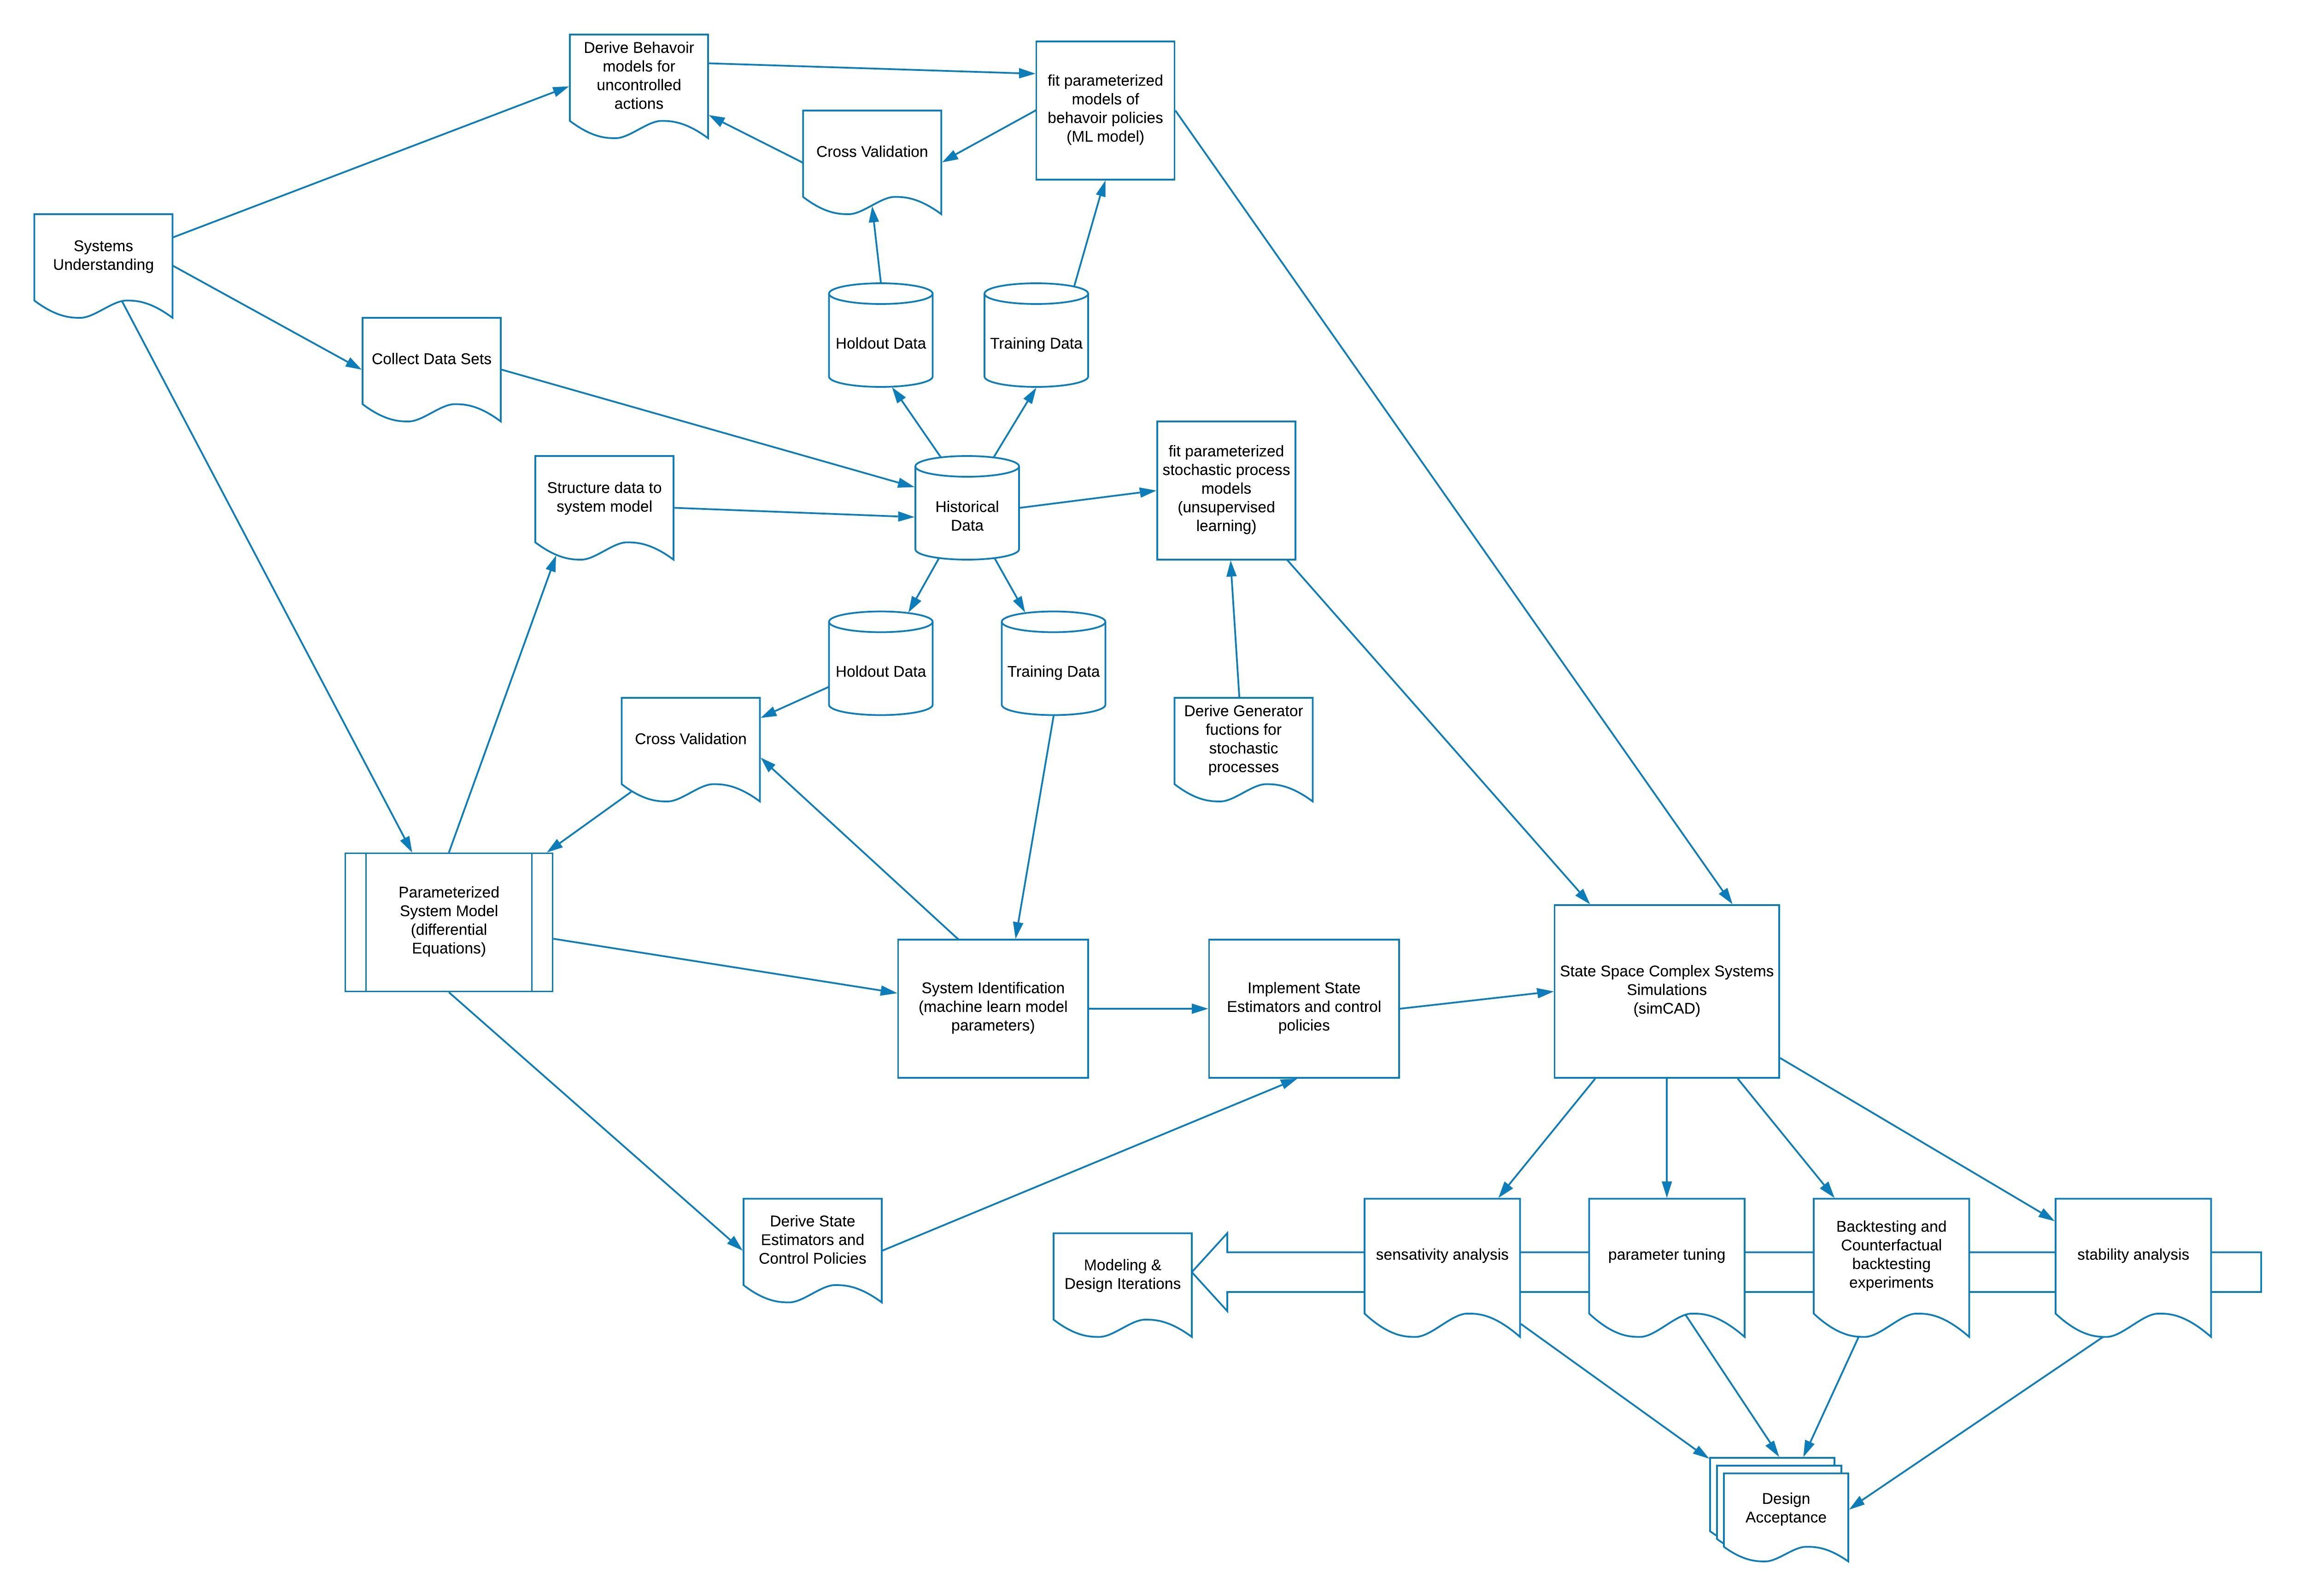 Derive Behavoir
models for
uncontrolled
actions
fit parameterized
models of
behavoir policies
(ML model)
Cross Validation
Systems
Understanding
Collect Data Sets
Holdout Data
Training Data
Structure data to
system model
Historical
Data
fit parameterized
stochastic process
models
(unsupervised
learning)
Holdout Data
Training Data
Cross Validation
Derive Generator
fuctions for
stochastic
processes
Parameterized
System Model
(differential
Equations)
System Identification
(machine learn model
parameters)
Implement State
Estimators and control
policies
State Space Complex Systems
Simulations
(simCAD)
Derive State
Estimators and
Control Policies
Modeling &
Design Iterations
sensativity analysis
parameter tuning
Backtesting and
Counterfactual
backtesting
experiments
stability analysis
Design
Acceptance